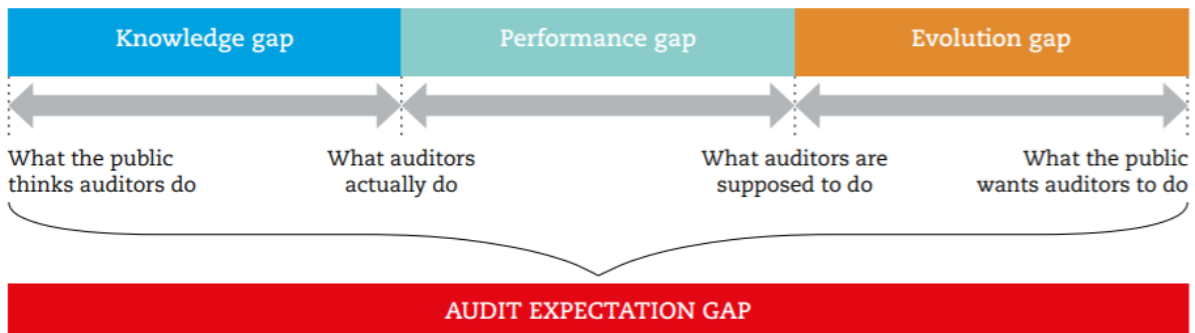 Knowledge gap
Performance gap
Evolution gap
What the public
thinks auditors do
What auditors
actually do
What auditors are
supposed to do
What the public
wants auditors to do
AUDIT EXPECTATION GAP